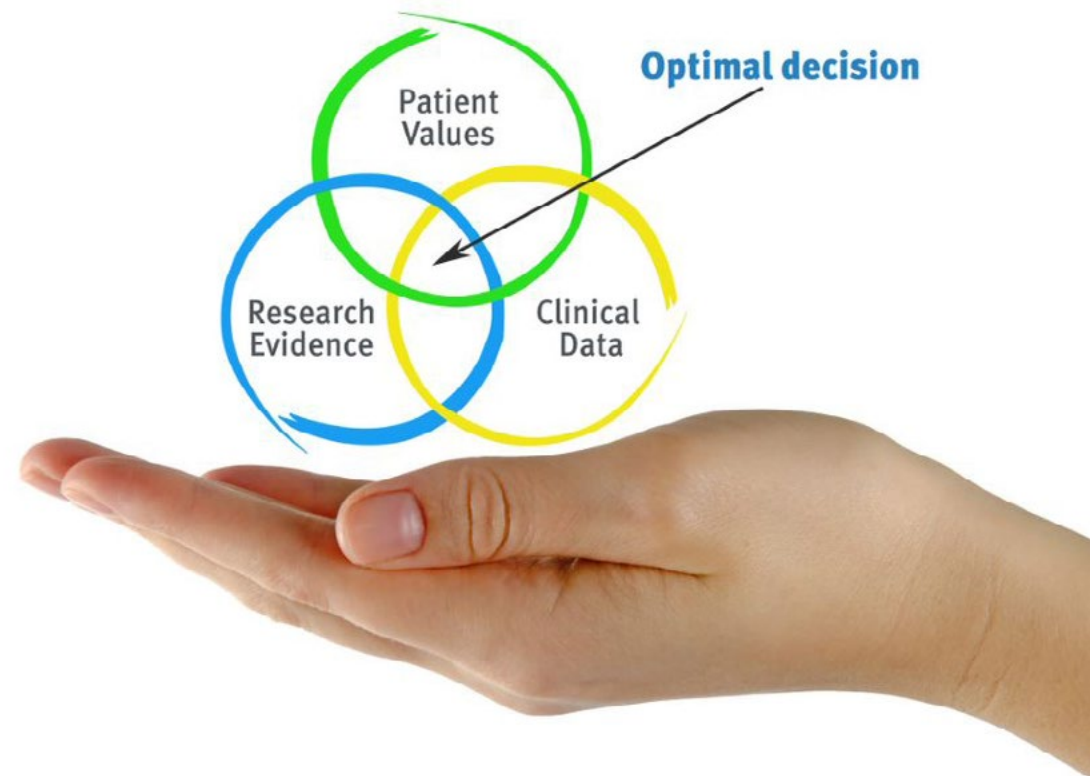 Optimal decision
Patient
Values
Research
Evidence
Clinical
Data